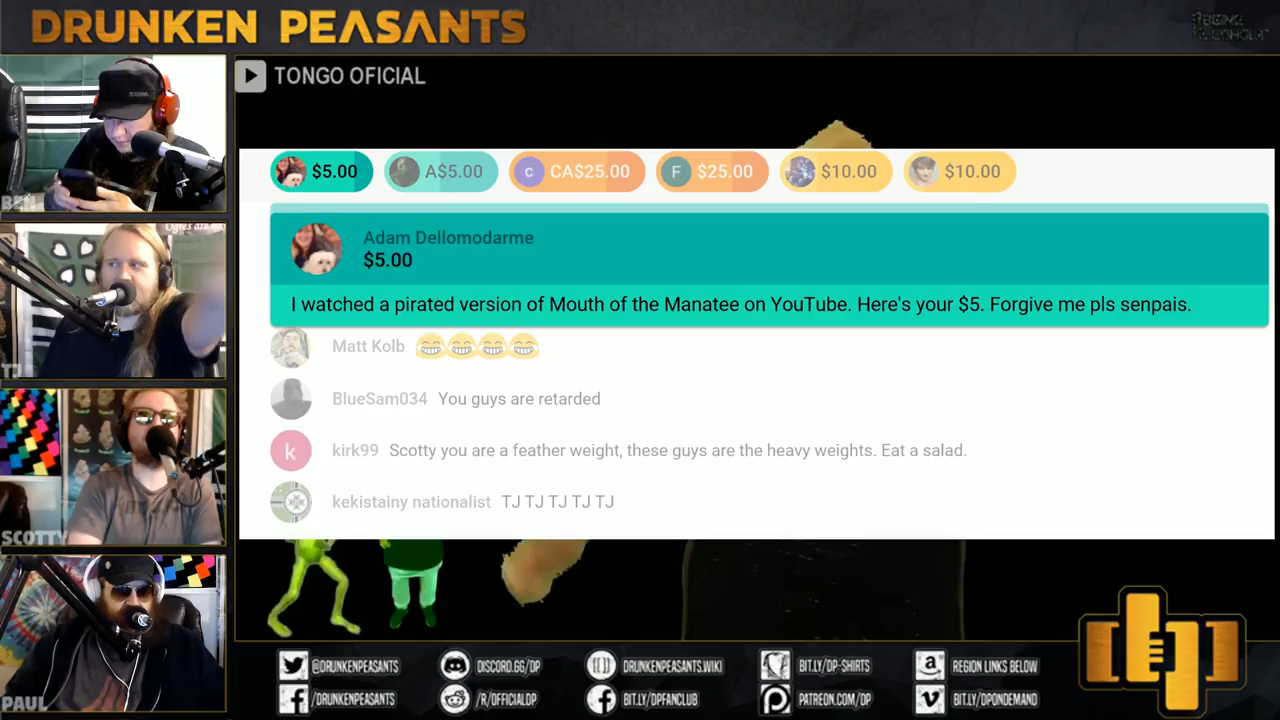 DRUNKEN PEASANTS
TONGO OFICIAL
$5.00
A$5.00
C
CA$25.00
F
$25.00
$10.00
$10.00
Adam Dellomodarme
$5.00
I watched a pirated version of Mouth of the Manatee on YouTube. Here's your $5. Forgive me pls senpais.
Matt Kolb 😂😂😂😂
BlueSam034 You guys are retarded
k
kirk99 Scotty you are a feather weight, these guys are the heavy weights. Eat a salad.
kekistainy nationalist TJ TJ TJ TJ TJ
BEN
TJ
SCOTTY
PAUL
@DRUNKENPEASANTS
DISCORD.GG/DP
DRUNKENPEASANTS.WIKI
BIT.LY/DP-SHIRTS
REGION LINKS BELOW
/DRUNKENPEASANTS
/R/OFFICIALDP
BIT.LY/DPFANCLUB
PATREON.COM/DP
BIT.LY/DPONDEMAND